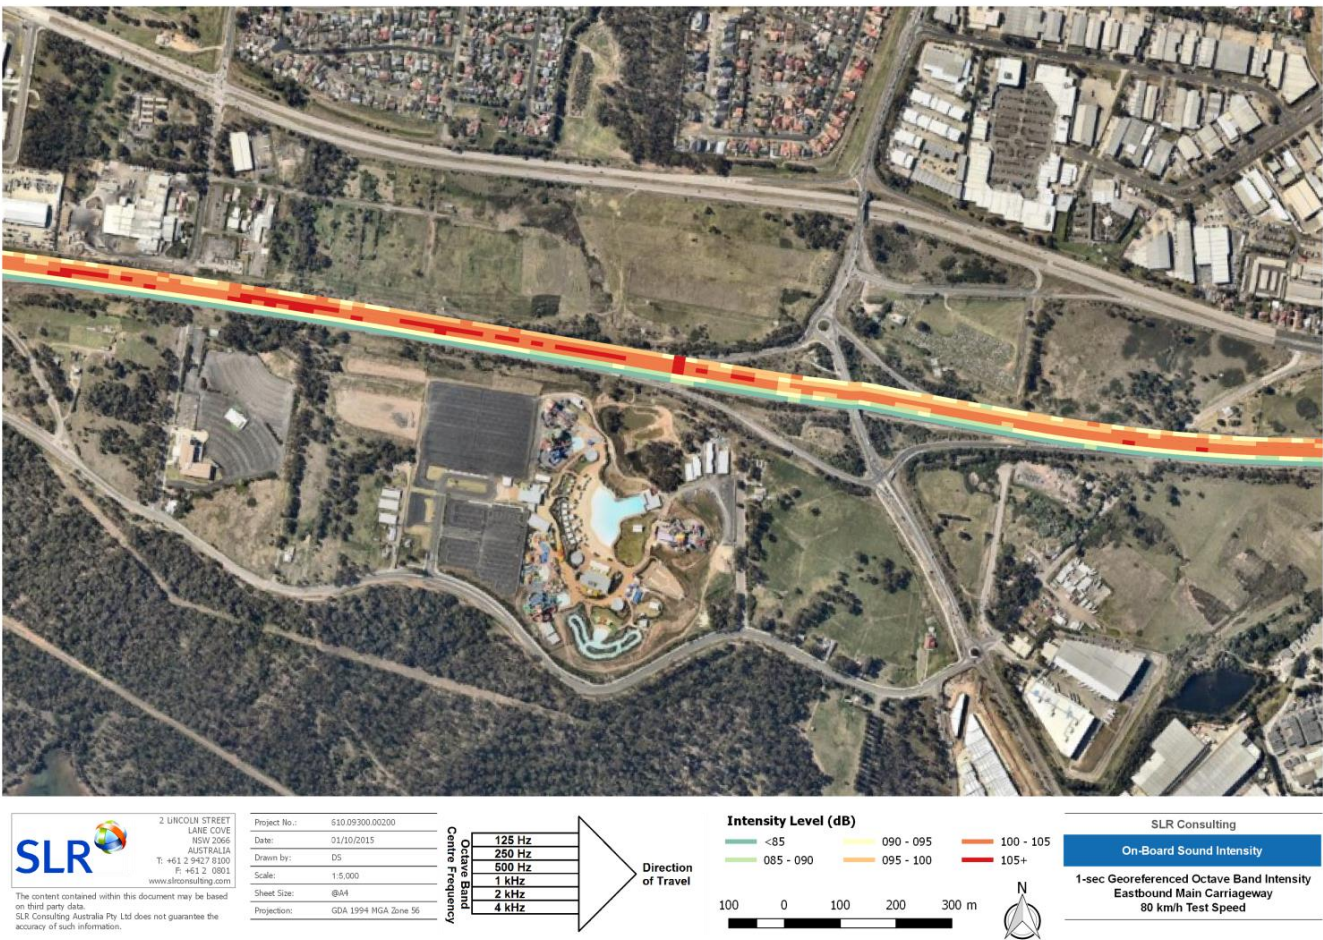 SLR
2 LINCOLN STREET
LANE COVE
NSW 2066
AUSTRALIA
T: +61 2 9427 8100
F: +61 2 0801
www.slrconsulting.com
The content contained within this document may be based
on third party data.
SLR Consulting Australia Pty Ltd does not guarantee the
accuracy of such information.
Project No.: 610.09300.00200
Date: 01/10/2015
Drawn by: DS
Scale: 1:5,000
Sheet Size: @A4
Projection: GDA 1994 MGA Zone 56
Octave Band
Centre Frequency
125 Hz
250 Hz
500 Hz
1 kHz
2 kHz
4 kHz
Direction
of Travel
Intensity Level (dB)
<85 090 - 095 100 - 105
085 - 090 095 - 100 105+
100 0 100 200 300 m
N
SLR Consulting
On-Board Sound Intensity
1-sec Georeferenced Octave Band Intensity
Eastbound Main Carriageway
80 km/h Test Speed